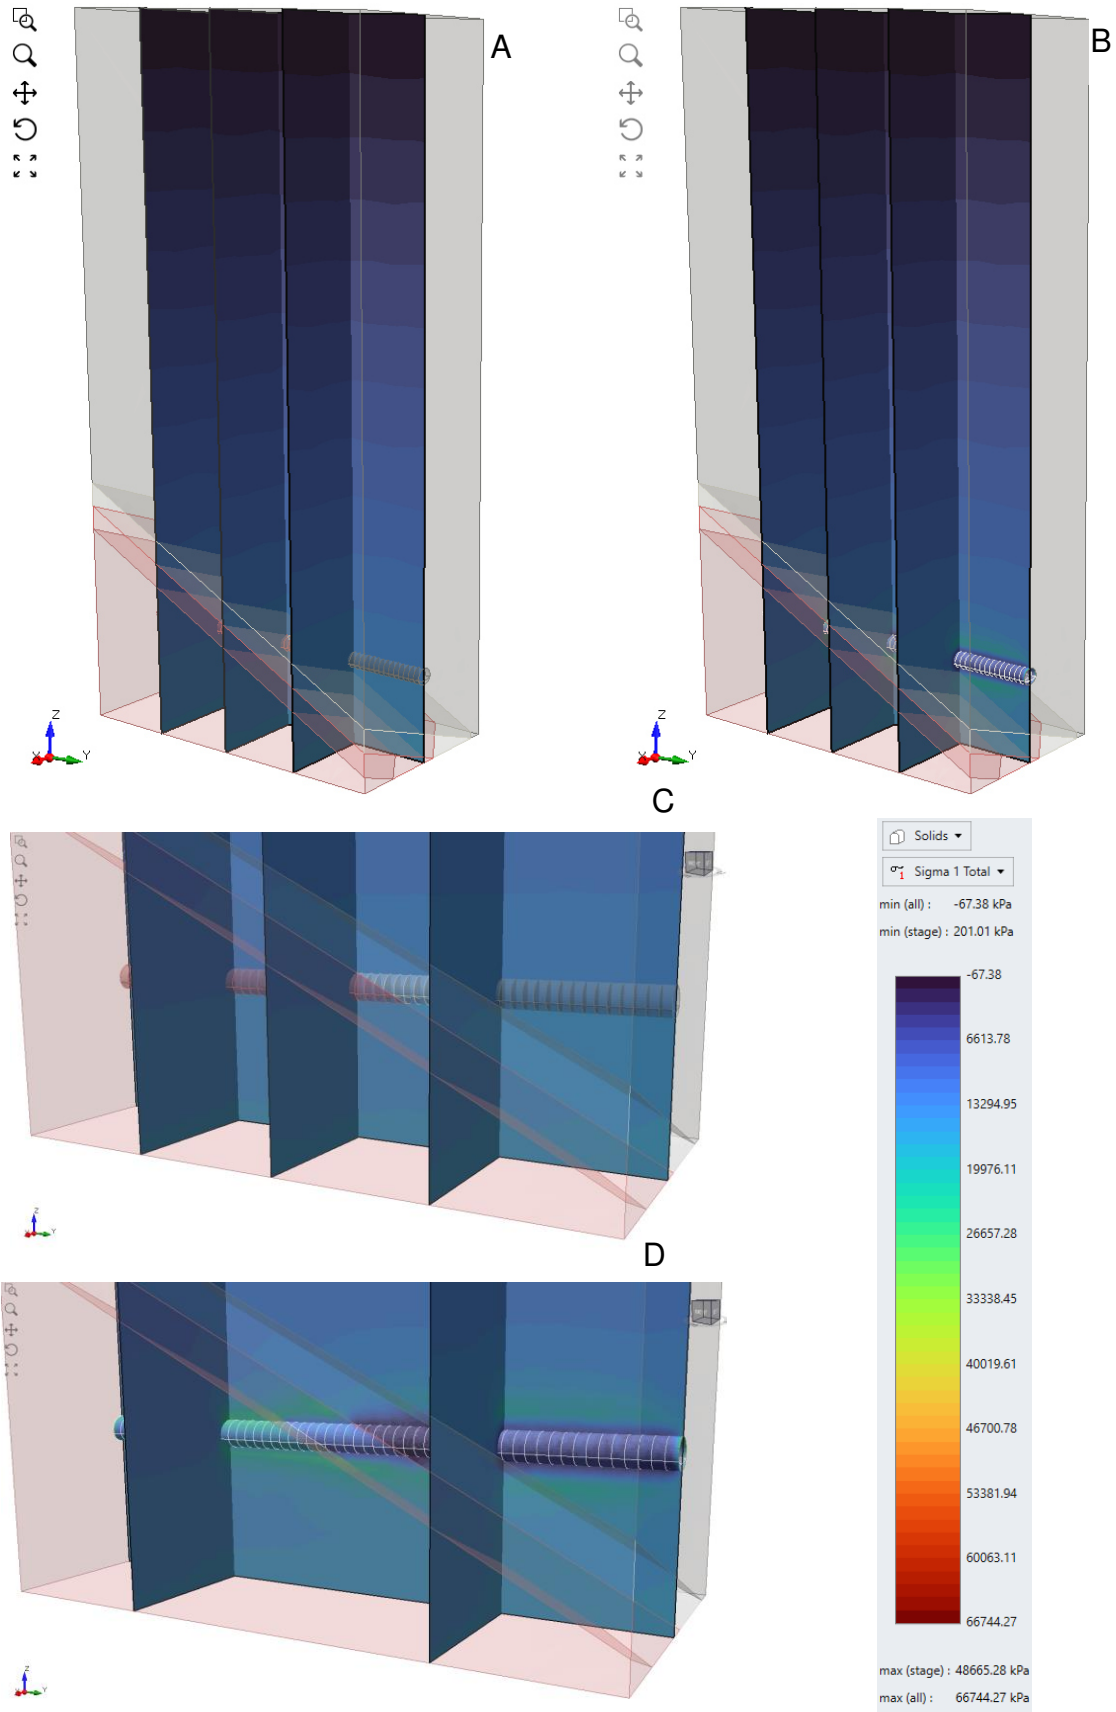 A
B
Z
X
Y
Z
X
Y
C
Solids
σ1 Sigma 1 Total
min (all) : -67.38 kPa
min (stage) : 201.01 kPa
-67.38
6613.78
13294.95
19976.11
26657.28
33338.45
40019.61
46700.78
53381.94
60063.11
66744.27
max (stage) : 48665.28 kPa
max (all) : 66744.27 kPa
Z
Y
D
Z
Y